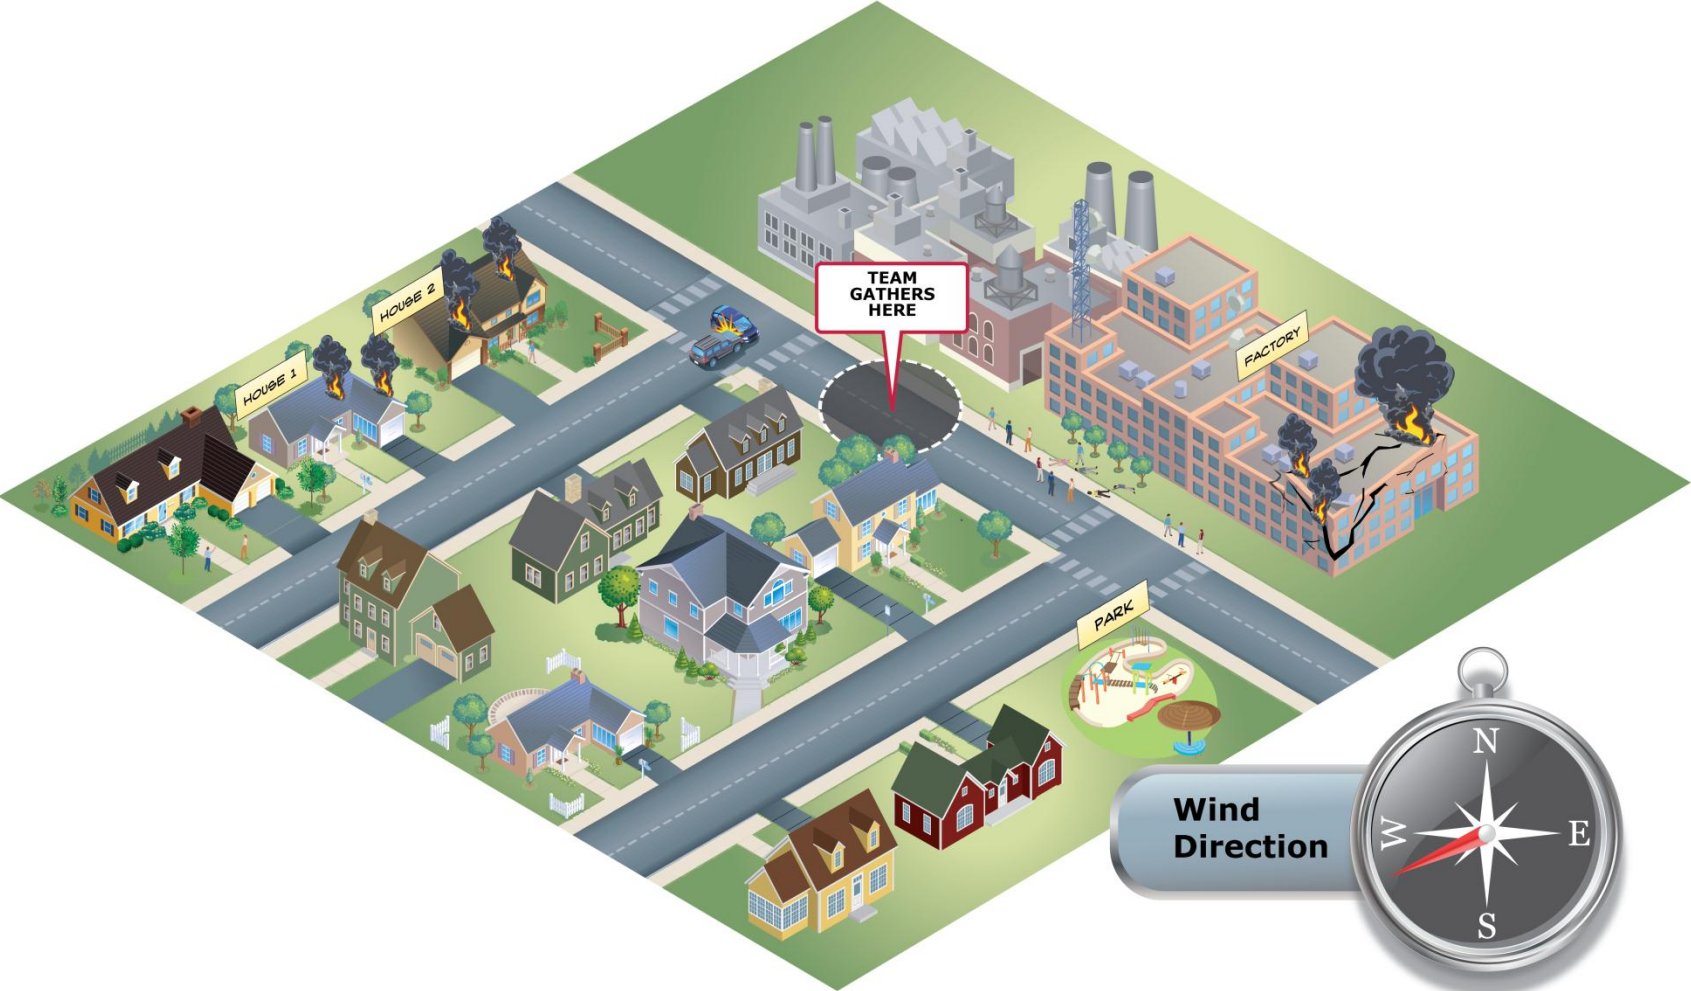 TEAM
GATHERS
HERE
HOUSE 2
HOUSE 1
FACTORY
PARK
Wind
Direction
N
W
E
S